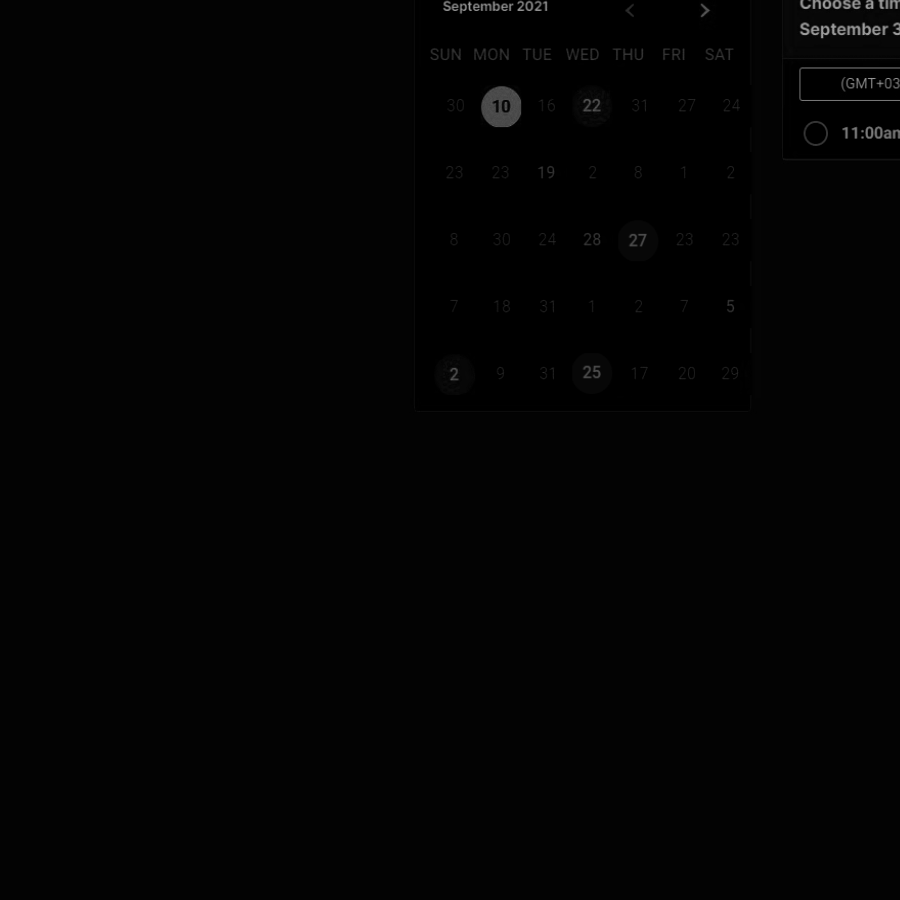 September 2021
SUN MON TUE WED THU FRI SAT
30 10 16 22 31 27 24
23 23 19 2 8 1 2
8 30 24 28 27 23 23
7 18 31 1 2 7 5
2 9 31 25 17 20 29
Choose a tim
September 3
(GMT+03
11:00am